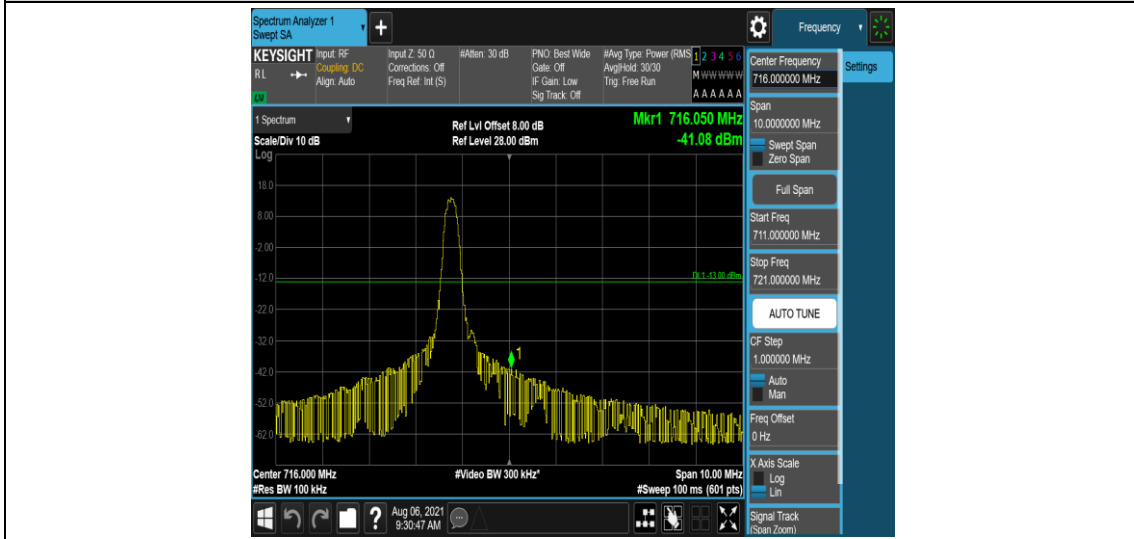 Spectrum Analyzer 1
Swept SA
+
Frequency
KEYSIGHT
RL
Input: RF
Coupling: DC
Align: Auto
Input Z: 50 Ω
Corrections: Off
Freq Ref: Int (S)
#Atten: 30 dB
PNO: Best Wide
Gate: Off
IF Gain: Low
Sig Track: Off
#Avg Type: Power (RMS
Avg|Hold: 30/30
Trig: Free Run
1 2 3 4 5 6
M W W W W W
A A A A A A
1 Spectrum
Scale/Div 10 dB
Ref Lvl Offset 8.00 dB
Ref Level 28.00 dBm
Mkr1 716.050 MHz
-41.08 dBm
Log
18.0
8.00
-2.00
-12.0
-22.0
-32.0
-42.0
-52.0
-62.0
DL1 -13.00 dBm
1
Center 716.000 MHz
#Res BW 100 kHz
#Video BW 300 kHz*
Span 10.00 MHz
#Sweep 100 ms (601 pts)
Aug 06, 2021
9:30:47 AM
?
Center Frequency
716.000000 MHz
Settings
Span
10.0000000 MHz
Swept Span
Zero Span
Full Span
Start Freq
711.000000 MHz
Stop Freq
721.000000 MHz
AUTO TUNE
CF Step
1.000000 MHz
Auto
Man
Freq Offset
0 Hz
X Axis Scale
Log
Lin
Signal Track
(Span Zoom)